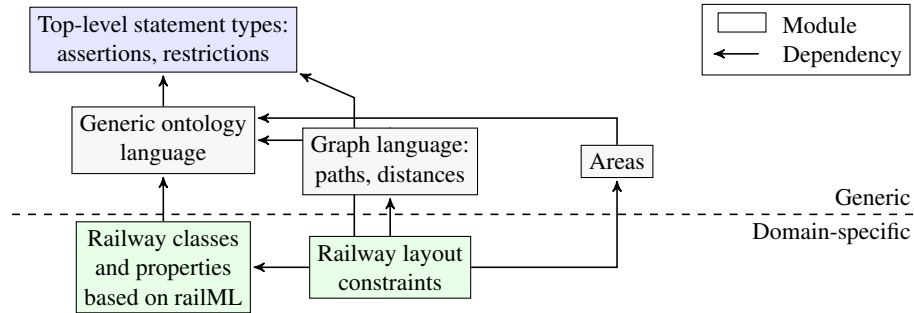 Top-level statement types:
assertions, restrictions
Module
Dependency
Generic ontology
language
Graph language:
paths, distances
Areas
Generic
Domain-specific
Railway classes
and properties
based on railML
Railway layout
constraints